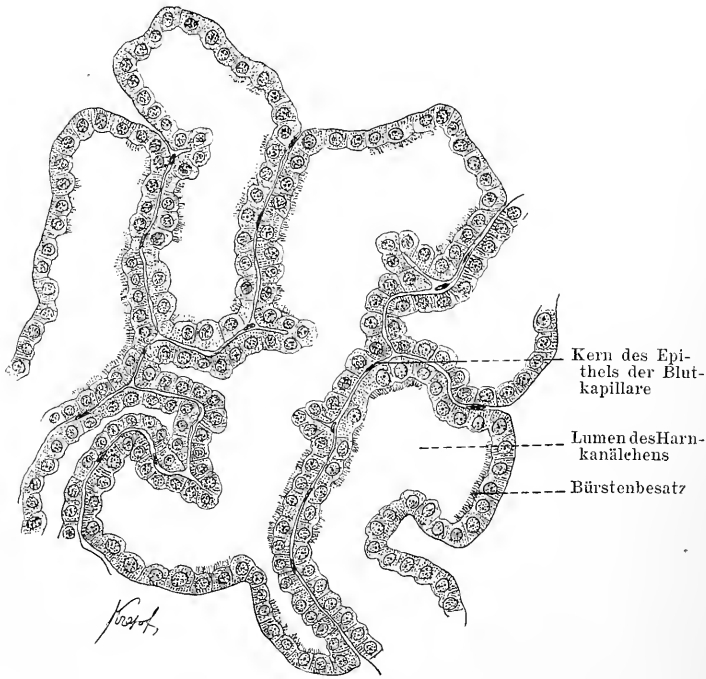 Kern des Epi-
thels der Blut-
kapillare
Lumen des Harn-
kanälchens
Bürstenbesatz